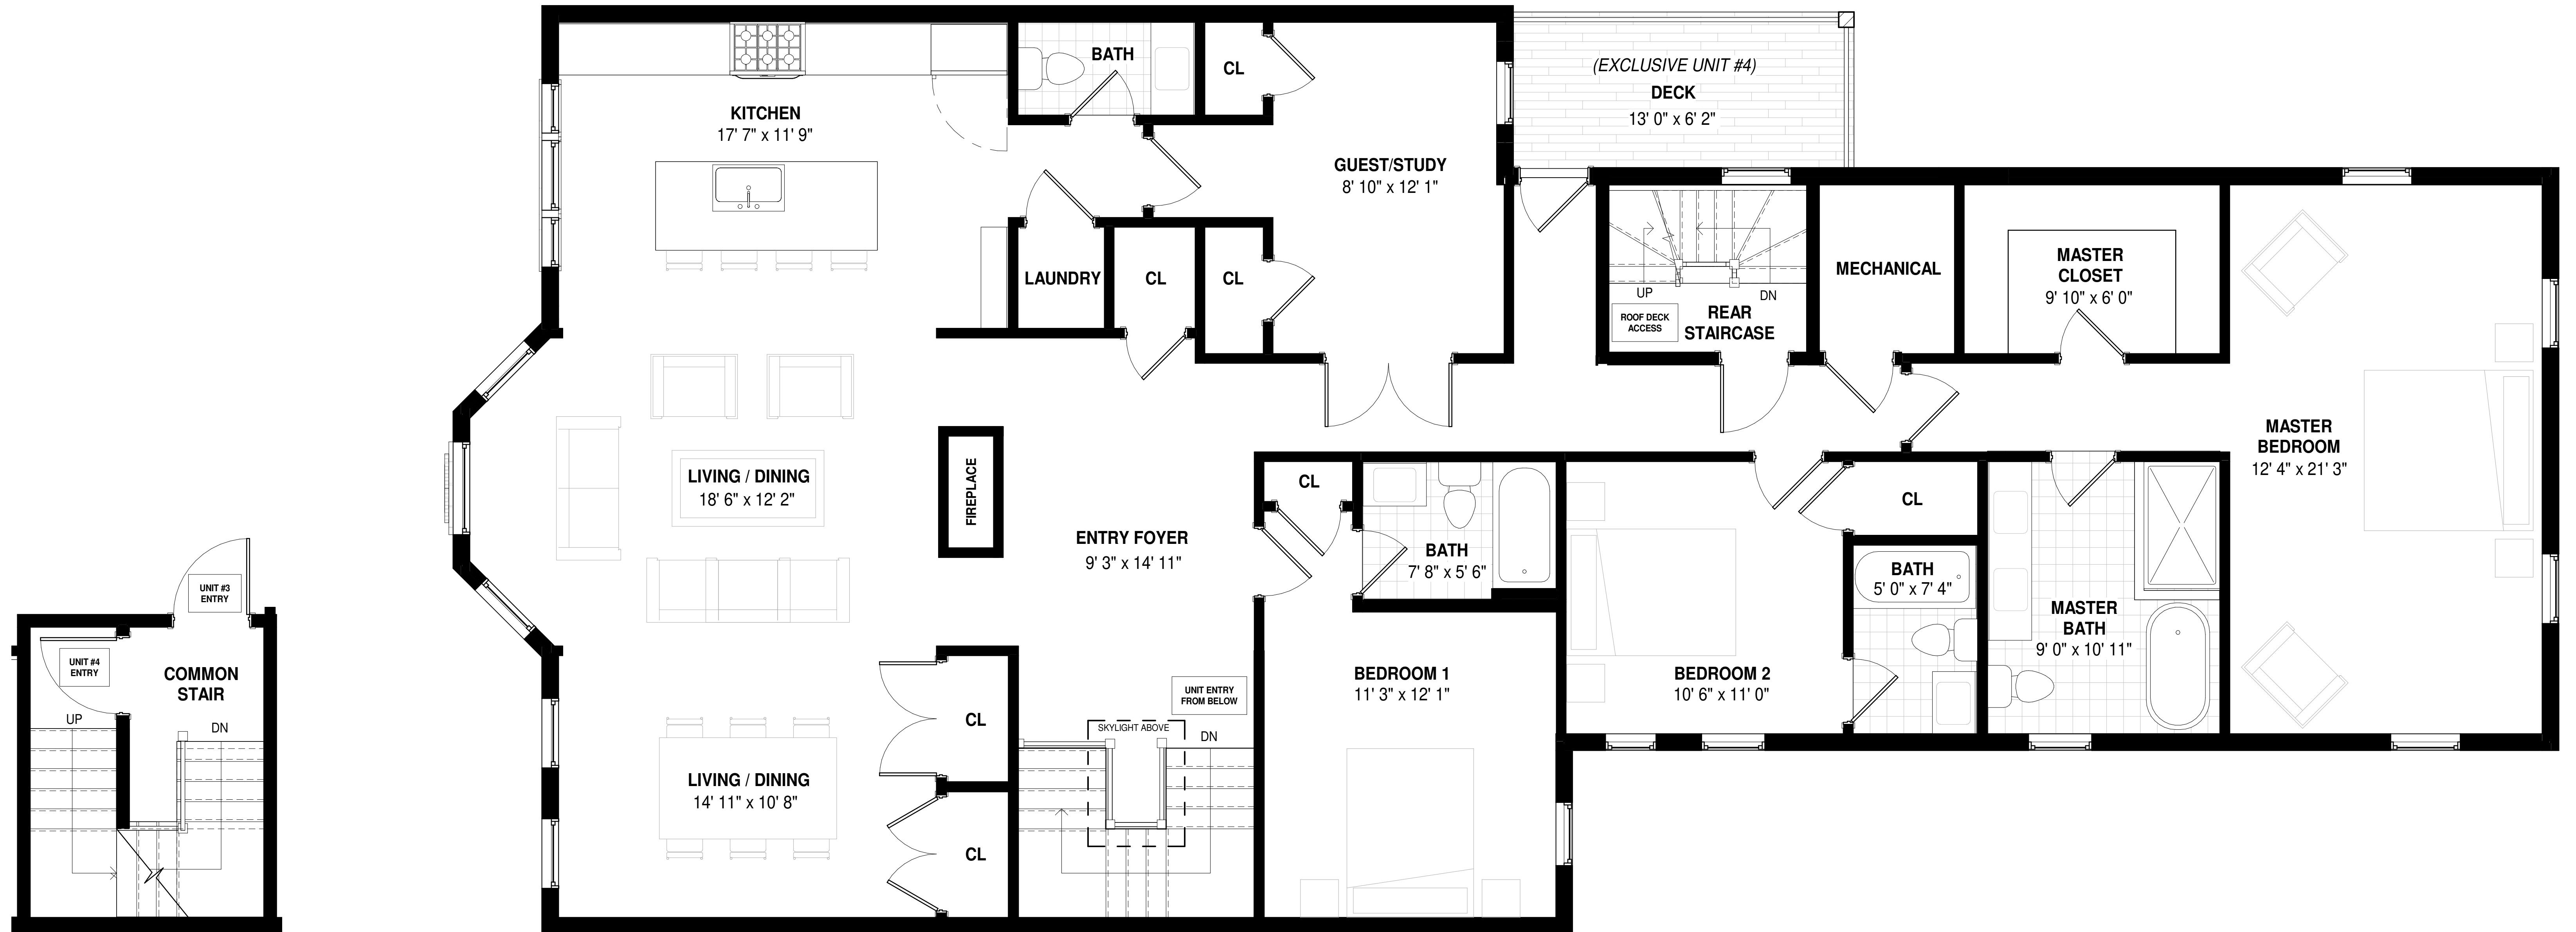 KITCHEN
17' 7" x 11' 9"
BATH
CL
GUEST/STUDY
8' 10" x 12' 1"
(EXCLUSIVE UNIT #4)
DECK
13' 0" x 6' 2"
LAUNDRY
CL
CL
UP
DN
ROOF DECK
ACCESS
REAR
STAIRCASE
MECHANICAL
MASTER
CLOSET
9' 10" x 6' 0"
MASTER
BEDROOM
12' 4" x 21' 3"
LIVING / DINING
18' 6" x 12' 2"
FIREPLACE
ENTRY FOYER
9' 3" x 14' 11"
CL
BATH
7' 8" x 5' 6"
CL
BATH
5' 0" x 7' 4"
MASTER
BATH
9' 0" x 10' 11"
BEDROOM 1
11' 3" x 12' 1"
BEDROOM 2
10' 6" x 11' 0"
UNIT ENTRY
FROM BELOW
SKYLIGHT ABOVE
DN
CL
LIVING / DINING
14' 11" x 10' 8"
CL
UNIT #3
ENTRY
UNIT #4
ENTRY
COMMON
STAIR
UP
DN